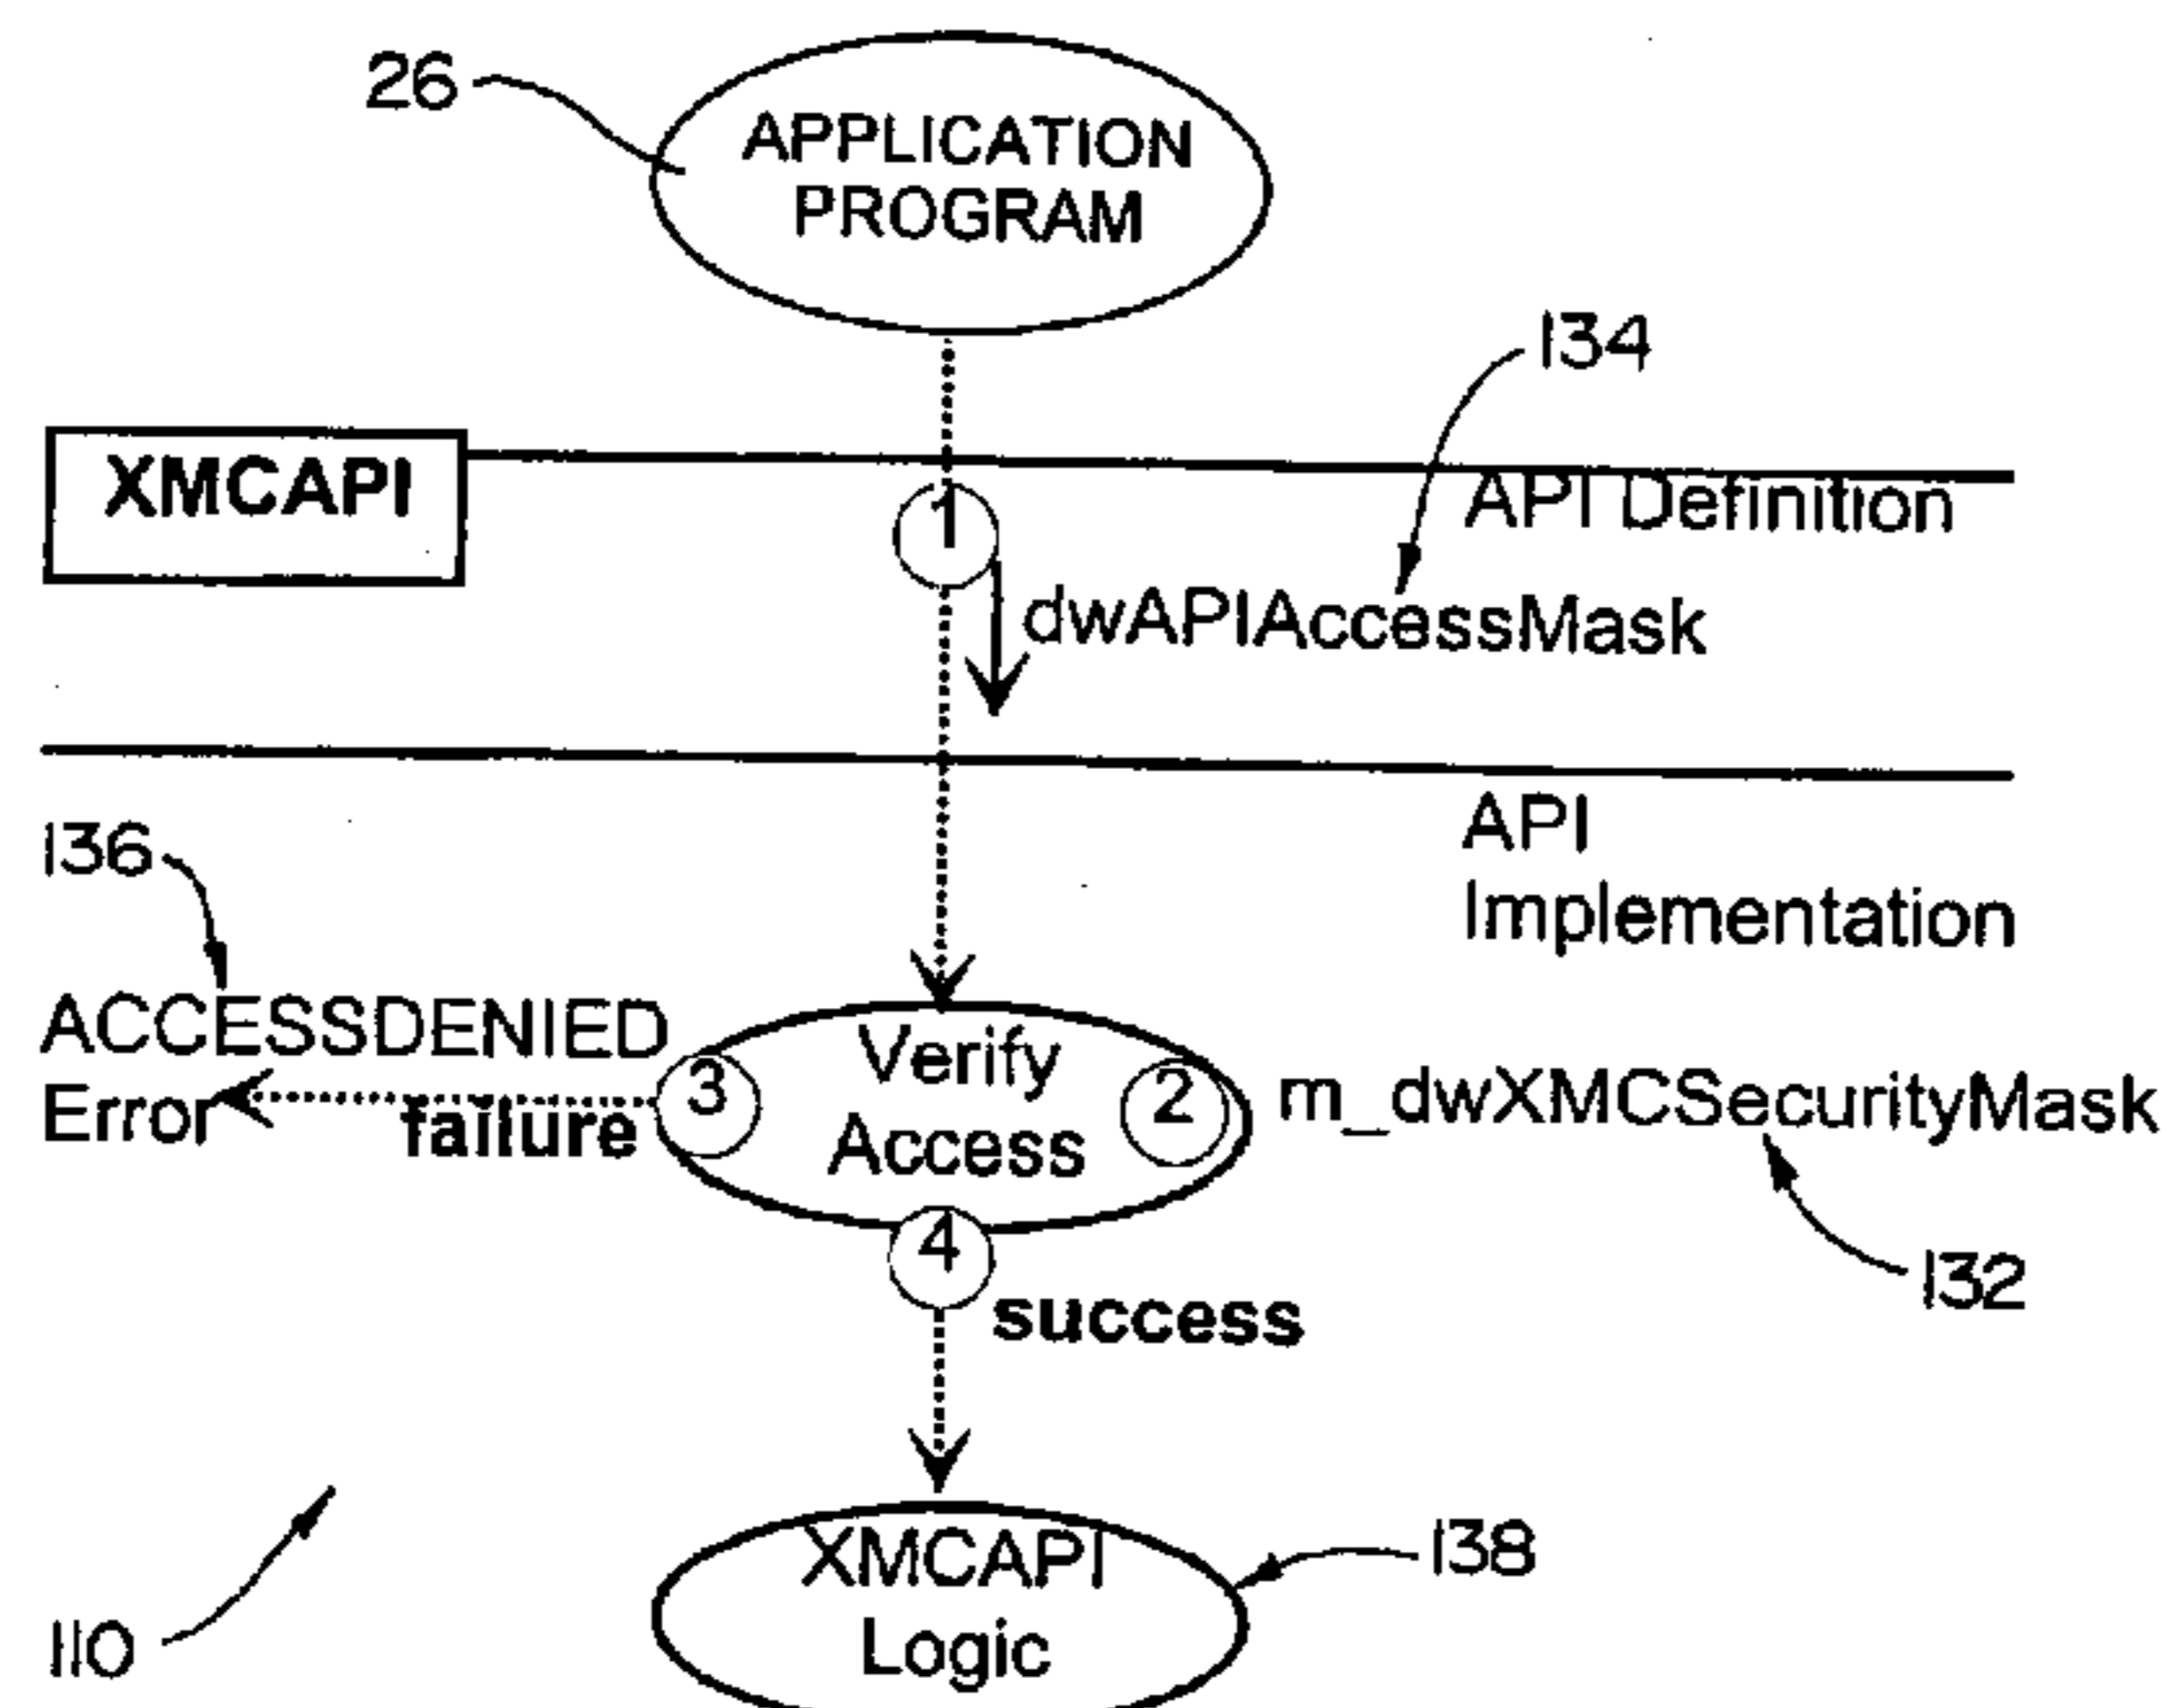 26
APPLICATION
PROGRAM
134
XMCAPI
1
API Definition
dwAPIAccessMask
136
API
Implementation
ACCESSDENIED
Error
failure
3
Verify
Access
2
m_dwXMCSecurityMask
4
success
132
XMCAPI
Logic
138
110